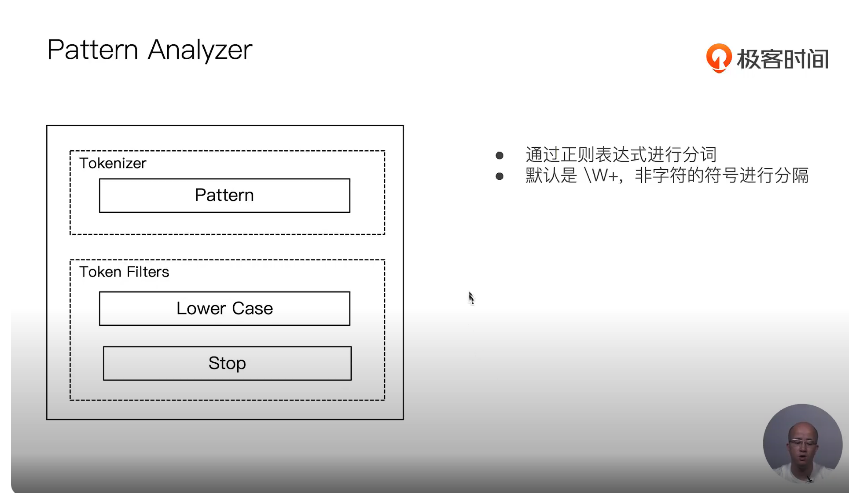 Pattern Analyzer
极客时间
Tokenizer
Pattern
Token Filters
Lower Case
Stop
● 通过正则表达式进行分词
● 默认是 \W+，非字符的符号进行分隔